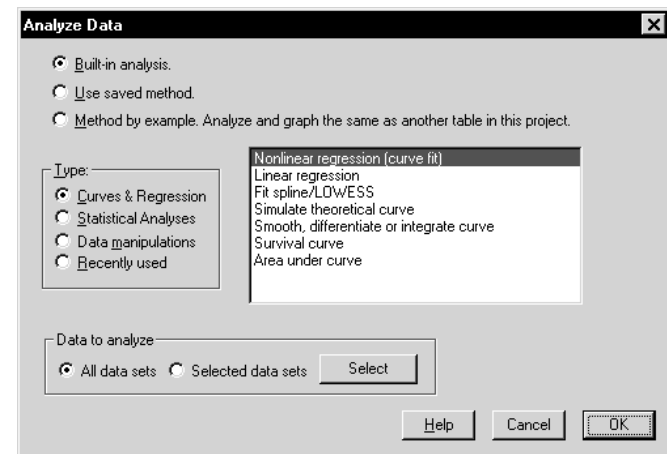 Analyze Data
Built-in analysis.
Use saved method.
Method by example. Analyze and graph the same as another table in this project.
Type:
Curves & Regression
Statistical Analyses
Data manipulations
Recently used
Nonlinear regression (curve fit)
Linear regression
Fit spline/LOWESS
Simulate theoretical curve
Smooth, differentiate or integrate curve
Survival curve
Area under curve
Data to analyze
All data sets Selected data sets Select
Help Cancel OK